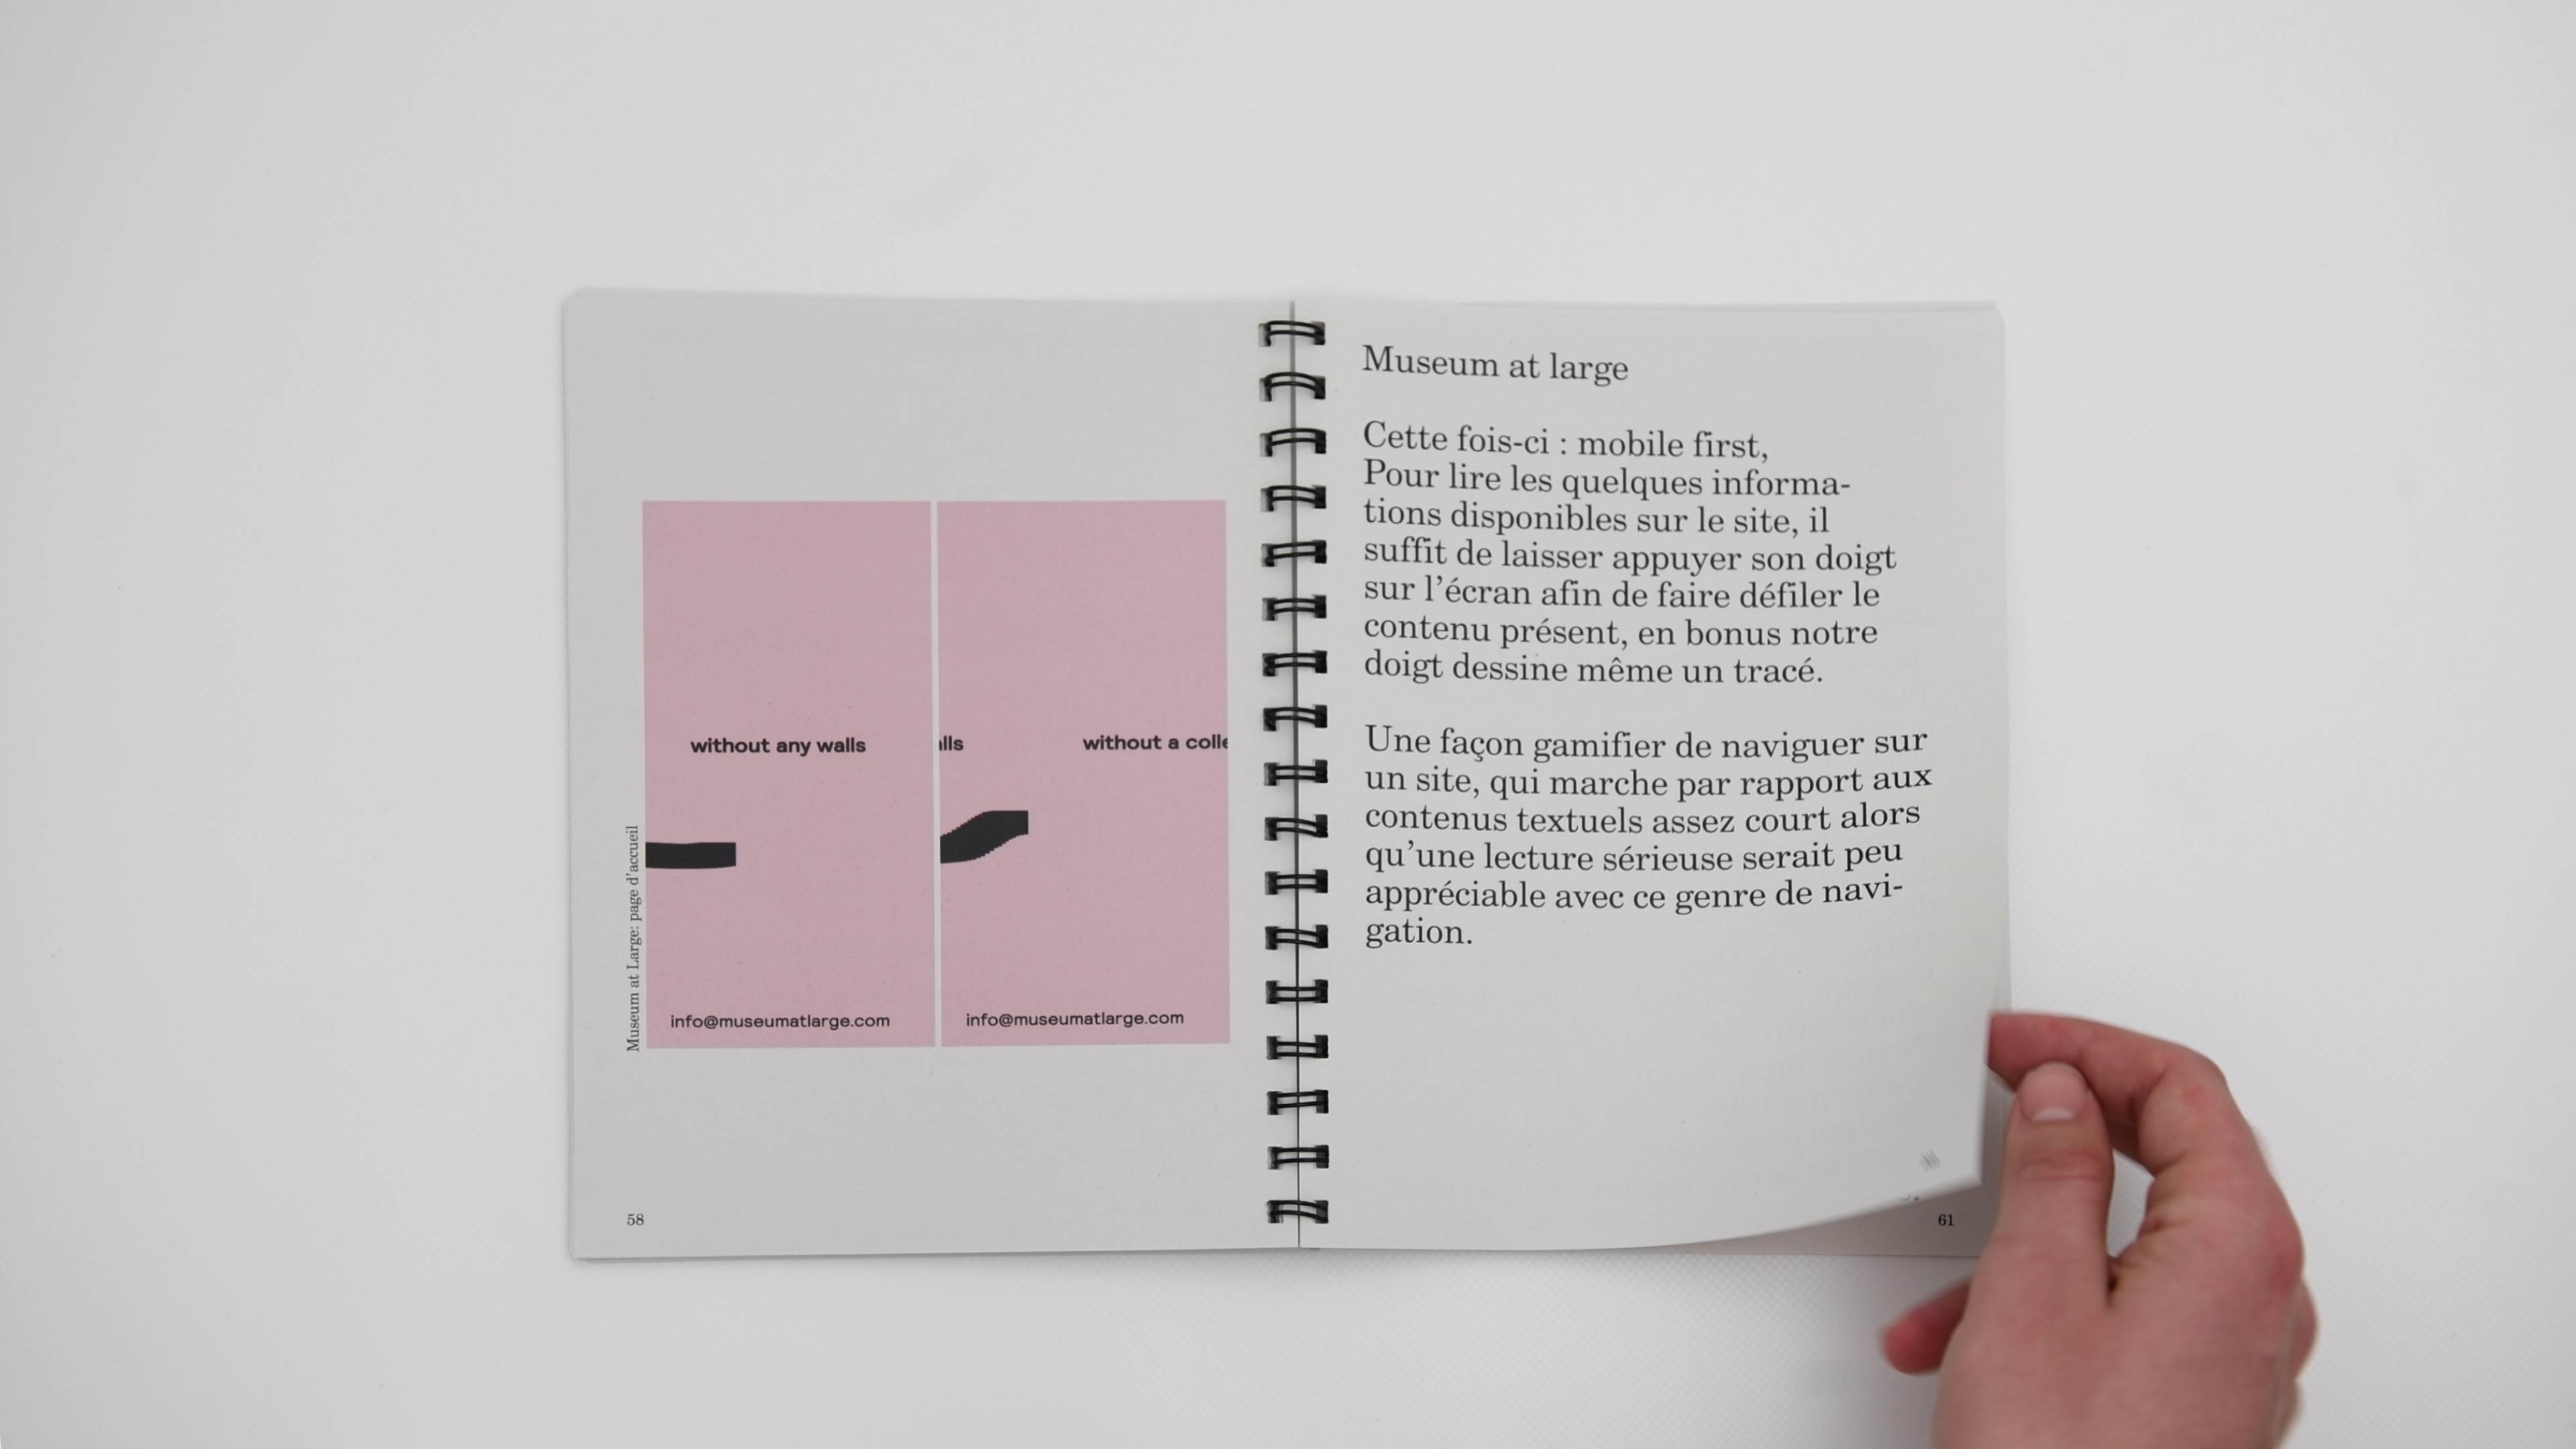 without any walls
info@museumatlarge.com
lls
without a colle
info@museumatlarge.com
Museum at Large: page d'accueil
58
Museum at large
Cette fois-ci : mobile first,
Pour lire les quelques informa-
tions disponibles sur le site, il
suffit de laisser appuyer son doigt
sur l’écran afin de faire défiler le
contenu présent, en bonus notre
doigt dessine même un tracé.
Une façon gamifier de naviguer sur
un site, qui marche par rapport aux
contenus textuels assez court alors
qu’une lecture sérieuse serait peu
appréciable avec ce genre de navi-
gation.
61